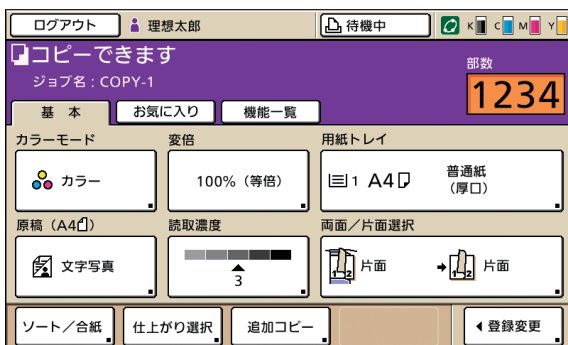 ログアウト 理想太郎 待機中 K C M Y
コピーできます
部数
ジョブ名：COPY-1
1234
基 本 お気に入り 機能一覧
カラーモード 変倍 用紙トレイ
カラー 100%（等倍） 1 A4 普通紙
（厚口）
原稿（A4） 読取濃度 両面／片面選択
文字写真 3 1 2 片面 1 2 片面
ソート／合紙 仕上がり選択 追加コピー 登録変更